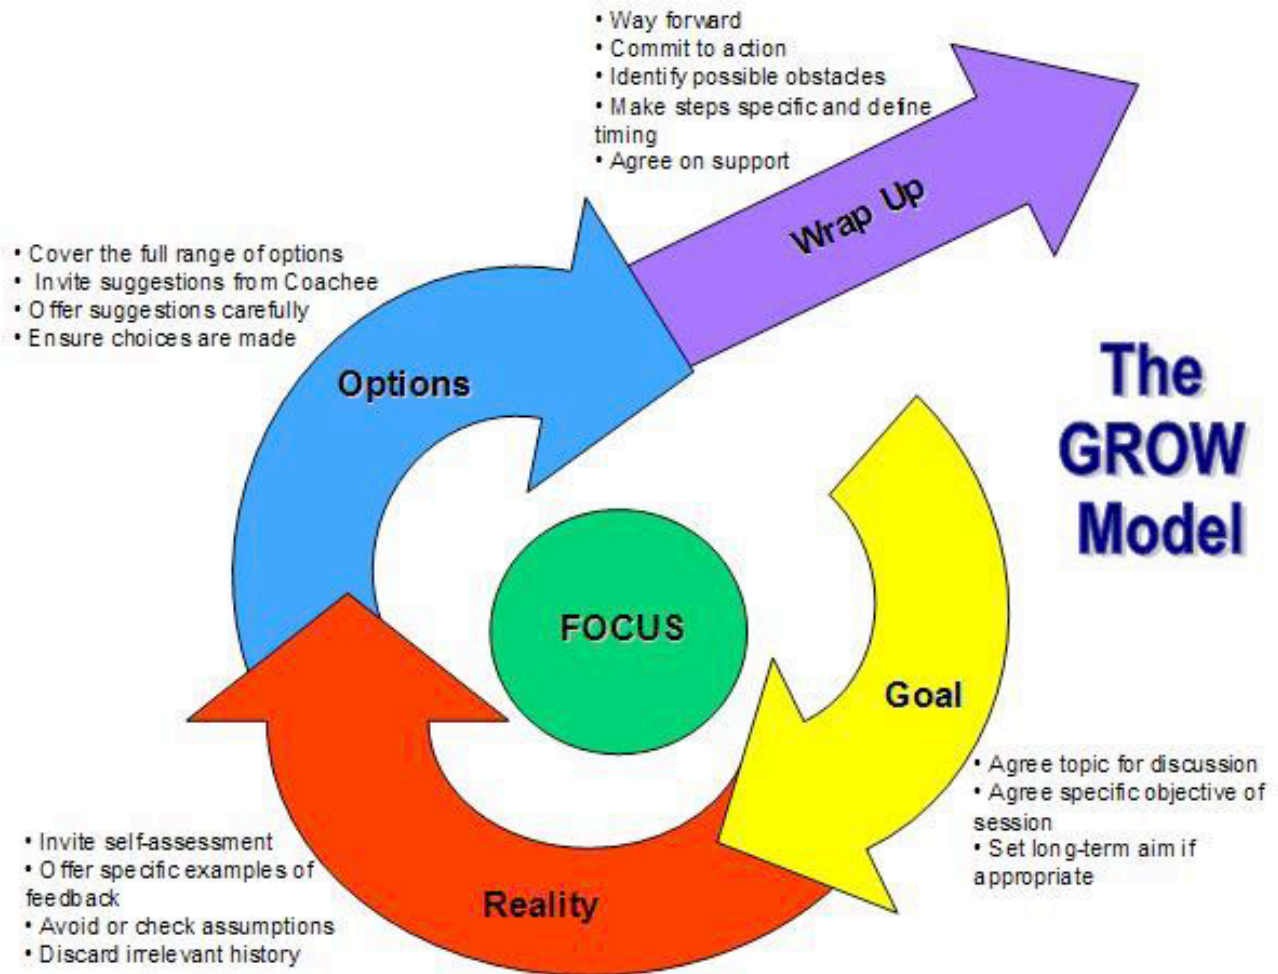 • Way forward
• Commit to action
• Identify possible obstacles
• Make steps specific and define
timing
• Agree on support
Wrap Up
• Cover the full range of options
• Invite suggestions from Coachee
• Offer suggestions carefully
• Ensure choices are made
Options
The
GROW
Model
FOCUS
Goal
• Agree topic for discussion
• Agree specific objective of
session
• Set long-term aim if
appropriate
• Invite self-assessment
• Offer specific examples of
feedback
• Avoid or check assumptions
• Discard irrelevant history
Reality